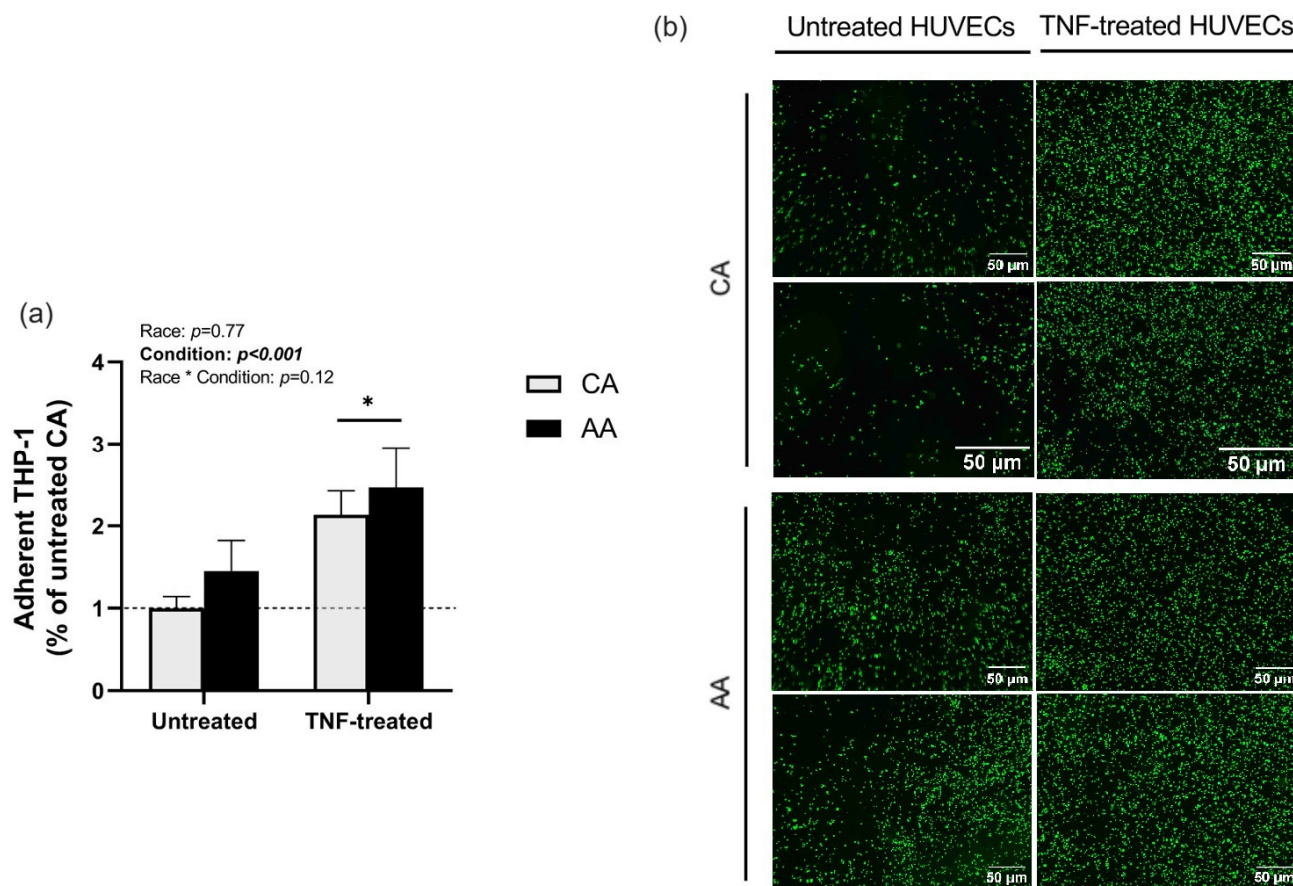 (a)
Race: p=0.77
Condition: p<0.001
Race * Condition: p=0.12
Adherent THP-1
(% of untreated CA)
4
3
2
1
0
*
Untreated
TNF-treated
CA
AA
(b)
Untreated HUVECs
TNF-treated HUVECs
CA
50 µm
50 µm
50 µm
50 µm
AA
50 µm
50 µm
50 µm
50 µm